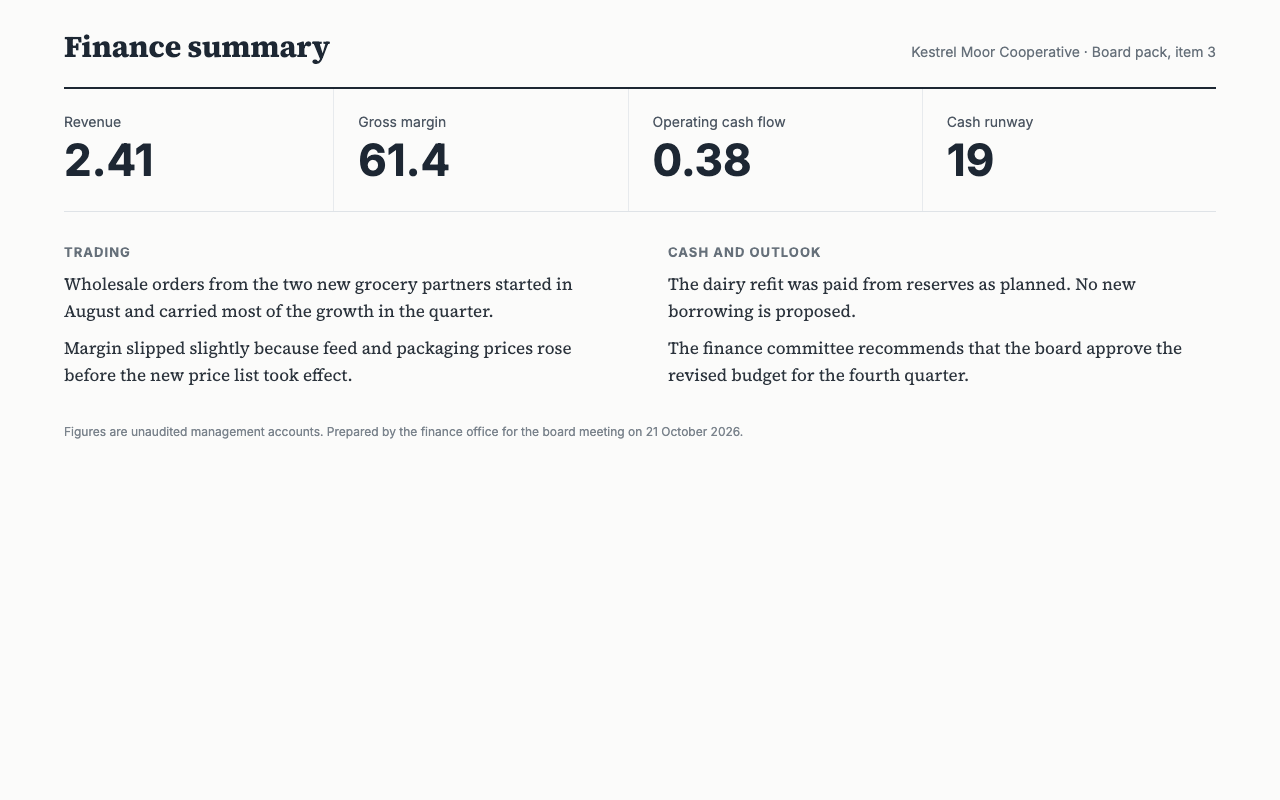 Finance summary
Kestrel Moor Cooperative · Board pack, item 3
Revenue
2.41
Gross margin
61.4
Operating cash flow
0.38
Cash runway
19
TRADING
Wholesale orders from the two new grocery partners started in
August and carried most of the growth in the quarter.
Margin slipped slightly because feed and packaging prices rose
before the new price list took effect.
CASH AND OUTLOOK
The dairy refit was paid from reserves as planned. No new
borrowing is proposed.
The finance committee recommends that the board approve the
revised budget for the fourth quarter.
Figures are unaudited management accounts. Prepared by the finance office for the board meeting on 21 October 2026.